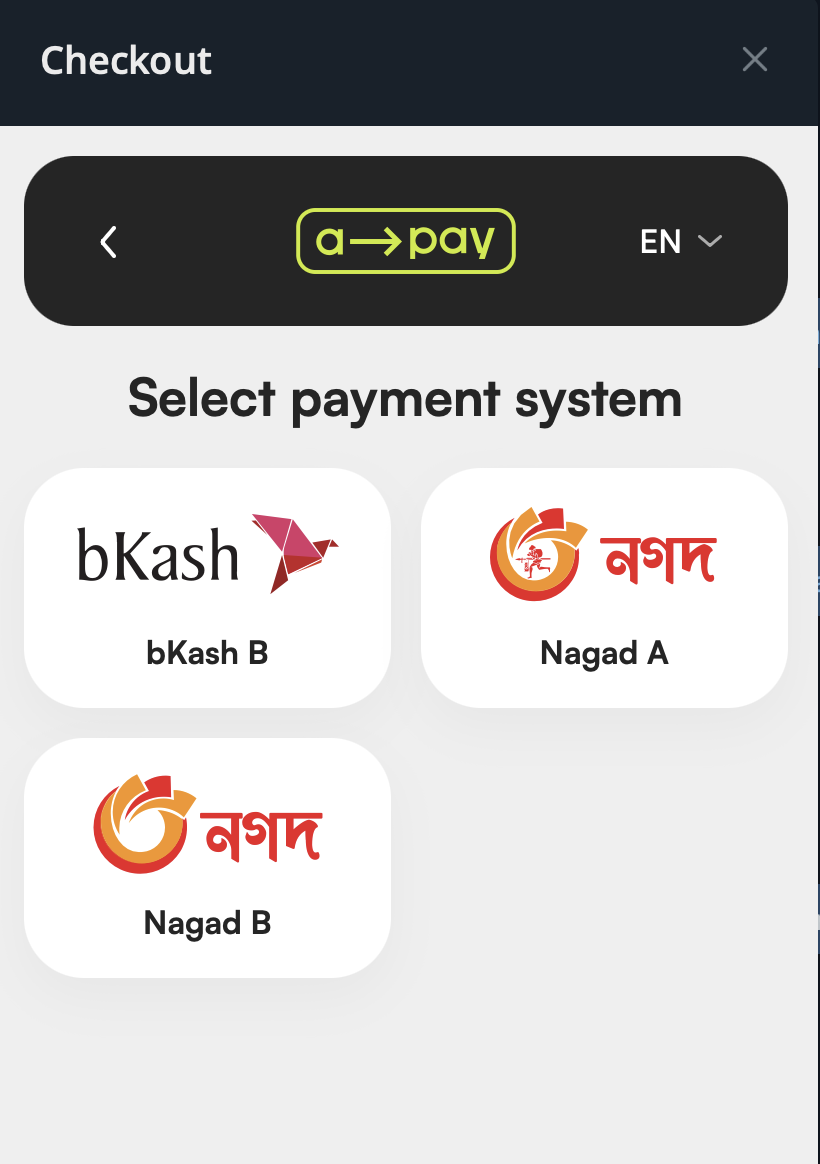 Checkout
a→pay
EN
Select payment system
bKash
bKash B
নগদ
Nagad A
নগদ
Nagad B